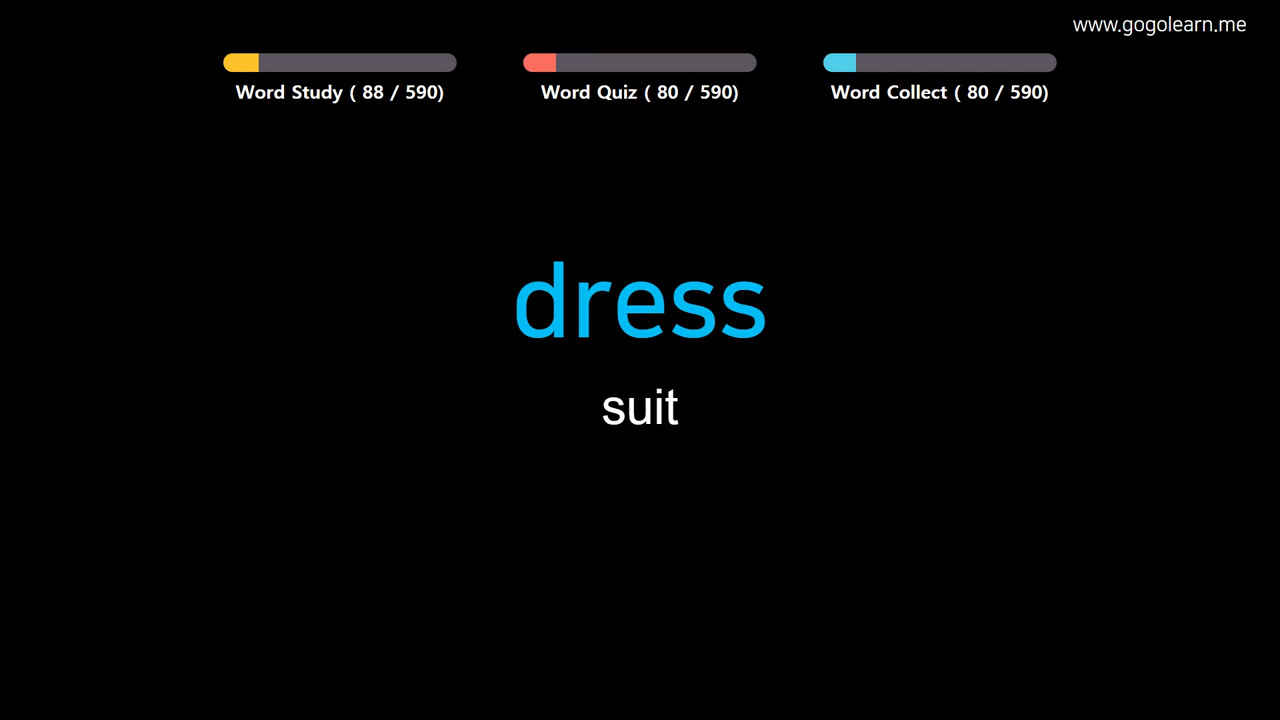 www.gogolearn.me
Word Study ( 88 / 590)
Word Quiz ( 80 / 590)
Word Collect ( 80 / 590)
dress
suit